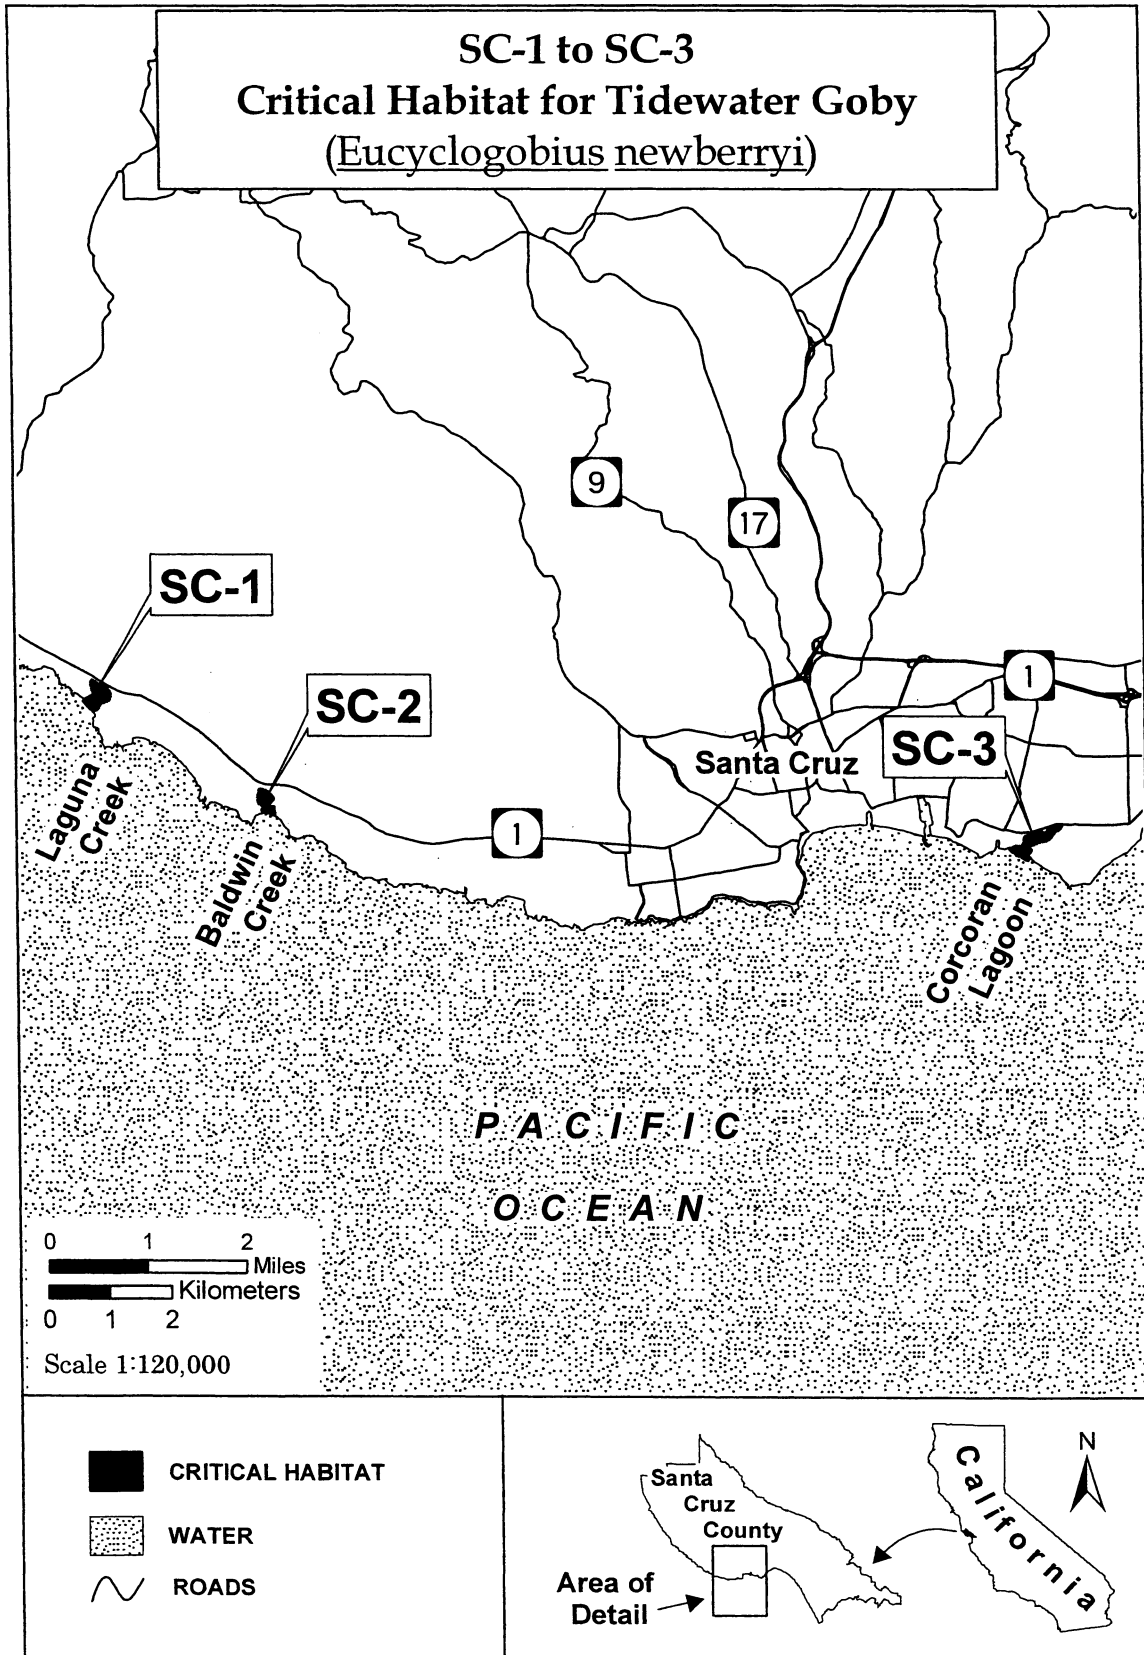 SC-1 to SC-3
Critical Habitat for Tidewater Goby
(Eucyclogobius newberryi)
9
17
SC-1
1
SC-2
SC-3
Santa Cruz
Laguna
Creek
1
Baldwin
Creek
Corcoran
Lagoon
PACIFIC
OCEAN
0 1 2
Miles
Kilometers
0 1 2
Scale 1:120,000
CRITICAL HABITAT
WATER
ROADS
Santa
Cruz
County
Area of
Detail
California
N